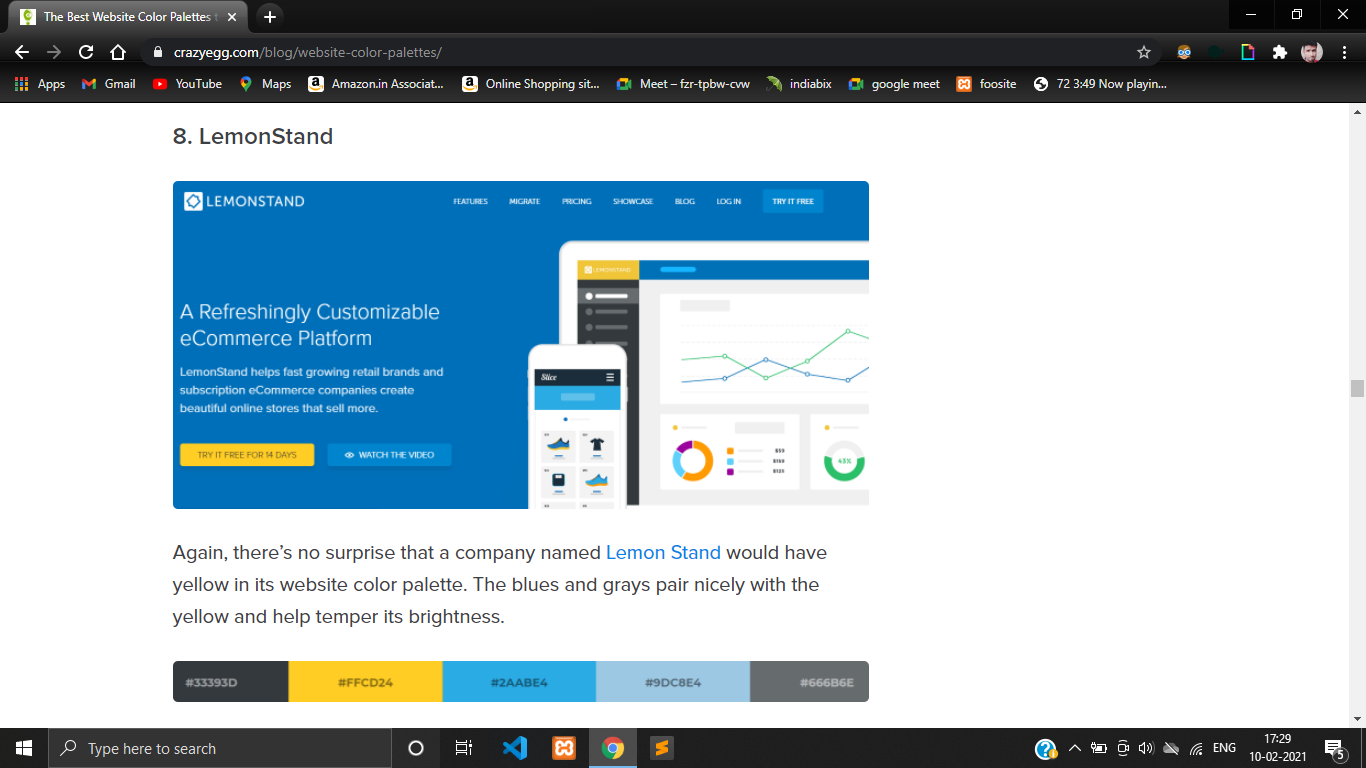 The Best Website Color Palettes t
crazyegg.com/blog/website-color-palettes/
Apps Gmail YouTube Maps Amazon.in Associat... Online Shopping sit... Meet – fzr-tpbw-cvw indiabix google meet foosite 72 3:49 Now playin...
8. LemonStand
LEMONSTAND FEATURES MIGRATE PRICING SHOWCASE BLOG LOG IN TRY IT FREE
LEMONSTAND
A Refreshingly Customizable
eCommerce Platform
LemonStand helps fast growing retail brands and
subscription eCommerce companies create
beautiful online stores that sell more.
TRY IT FREE FOR 14 DAYS WATCH THE VIDEO
Slice
$59
$159
$125
43%
Again, there's no surprise that a company named Lemon Stand would have
yellow in its website color palette. The blues and grays pair nicely with the
yellow and help temper its brightness.
#33393D #FFCD24 #2AABE4 #9DC8E4 #666B6E
Type here to search
ENG
17:29
10-02-2021
5